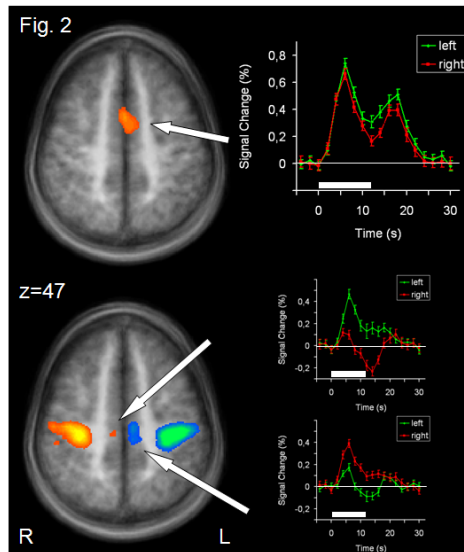 Fig. 2
Signal Change (%)
0,8
0,6
0,4
0,2
0
left
right
0 10 20 30
Time (s)
z=47
R
L
Signal Change (%)
0,4
0,2
0
-0,2
left
right
0 10 20 30
Time (s)
Signal Change (%)
0,4
0,2
0
-0,2
left
right
0 10 20 30
Time (s)